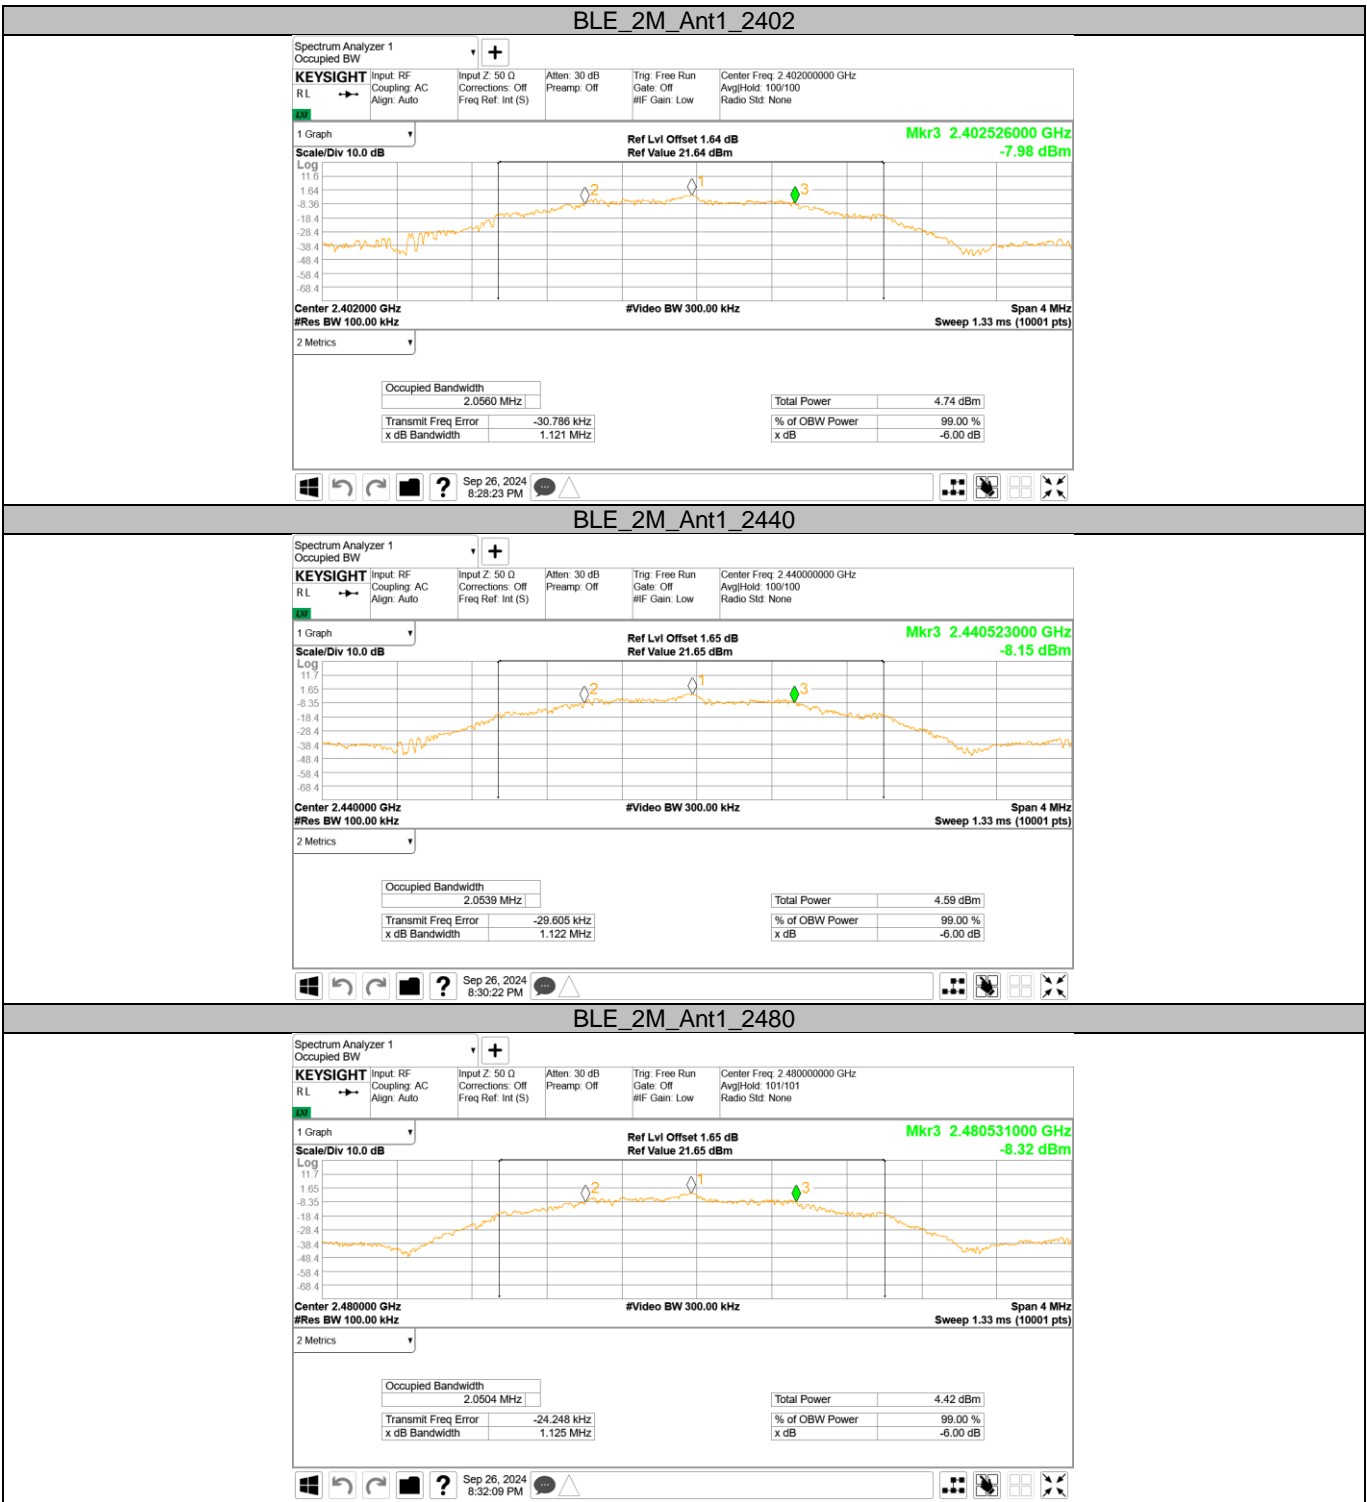 BLE_2M_Ant1_2402
Spectrum Analyzer 1
Occupied BW
KEYSIGHT Input: RF Input Z: 50 Ω Atten: 30 dB Trig: Free Run Center Freq: 2.402000000 GHz
RL Coupling: AC Corrections: Off Preamp: Off Gate: Off Avg|Hold: 100/100
Align: Auto Freq Ref: Int (S) #IF Gain: Low Radio Std: None
LXI
1 Graph Ref Lvl Offset 1.64 dB Mkr3 2.402526000 GHz
Scale/Div 10.0 dB Ref Value 21.64 dBm -7.98 dBm
Log
11.6
1.64
-8.36
-18.4
-28.4
-38.4
-48.4
-58.4
-68.4
2 1 3
Center 2.402000 GHz #Video BW 300.00 kHz Span 4 MHz
#Res BW 100.00 kHz Sweep 1.33 ms (10001 pts)
2 Metrics
Occupied Bandwidth
2.0560 MHz Total Power 4.74 dBm
Transmit Freq Error -30.786 kHz % of OBW Power 99.00 %
x dB Bandwidth 1.121 MHz x dB -6.00 dB
? Sep 26, 2024
8:28:23 PM
BLE_2M_Ant1_2440
Spectrum Analyzer 1
Occupied BW
KEYSIGHT Input: RF Input Z: 50 Ω Atten: 30 dB Trig: Free Run Center Freq: 2.440000000 GHz
RL Coupling: AC Corrections: Off Preamp: Off Gate: Off Avg|Hold: 100/100
Align: Auto Freq Ref: Int (S) #IF Gain: Low Radio Std: None
LXI
1 Graph Ref Lvl Offset 1.65 dB Mkr3 2.440523000 GHz
Scale/Div 10.0 dB Ref Value 21.65 dBm -8.15 dBm
Log
11.7
1.65
-8.35
-18.4
-28.4
-38.4
-48.4
-58.4
-68.4
2 1 3
Center 2.440000 GHz #Video BW 300.00 kHz Span 4 MHz
#Res BW 100.00 kHz Sweep 1.33 ms (10001 pts)
2 Metrics
Occupied Bandwidth
2.0539 MHz Total Power 4.59 dBm
Transmit Freq Error -29.605 kHz % of OBW Power 99.00 %
x dB Bandwidth 1.122 MHz x dB -6.00 dB
? Sep 26, 2024
8:30:22 PM
BLE_2M_Ant1_2480
Spectrum Analyzer 1
Occupied BW
KEYSIGHT Input: RF Input Z: 50 Ω Atten: 30 dB Trig: Free Run Center Freq: 2.480000000 GHz
RL Coupling: AC Corrections: Off Preamp: Off Gate: Off Avg|Hold: 101/101
Align: Auto Freq Ref: Int (S) #IF Gain: Low Radio Std: None
LXI
1 Graph Ref Lvl Offset 1.65 dB Mkr3 2.480531000 GHz
Scale/Div 10.0 dB Ref Value 21.65 dBm -8.32 dBm
Log
11.7
1.65
-8.35
-18.4
-28.4
-38.4
-48.4
-58.4
-68.4
2 1 3
Center 2.480000 GHz #Video BW 300.00 kHz Span 4 MHz
#Res BW 100.00 kHz Sweep 1.33 ms (10001 pts)
2 Metrics
Occupied Bandwidth
2.0504 MHz Total Power 4.42 dBm
Transmit Freq Error -24.248 kHz % of OBW Power 99.00 %
x dB Bandwidth 1.125 MHz x dB -6.00 dB
? Sep 26, 2024
8:32:09 PM